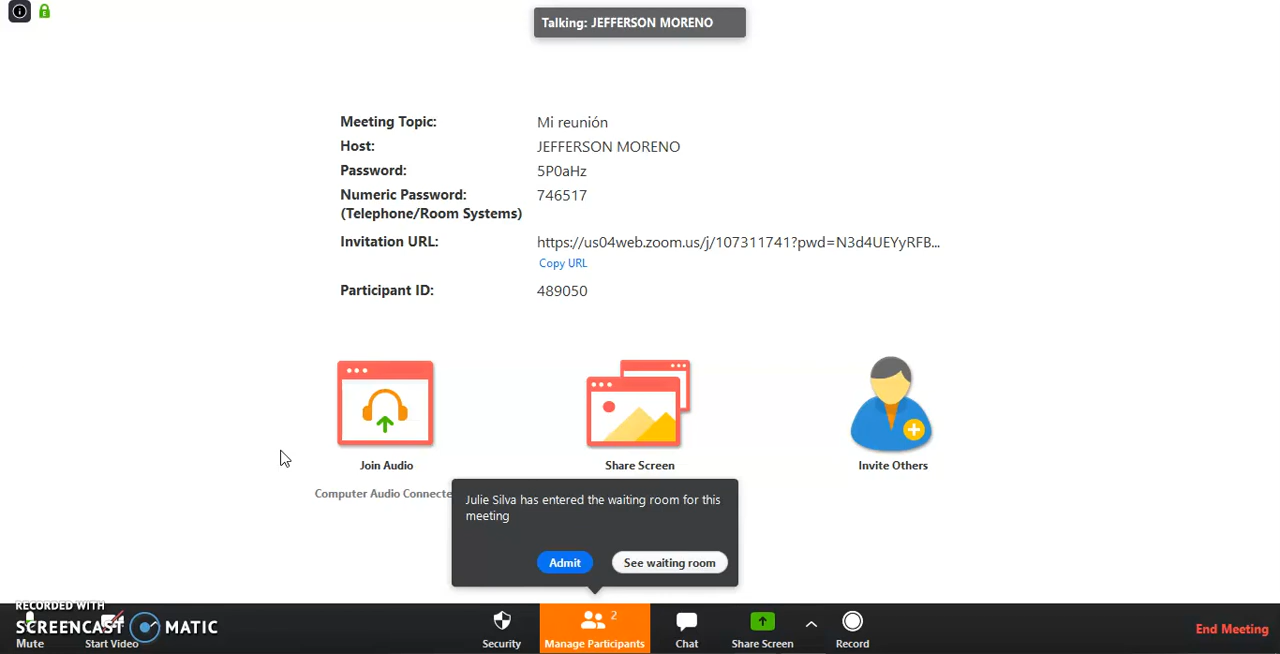 Talking: JEFFERSON MORENO
Meeting Topic: Mi reunión
Host: JEFFERSON MORENO
Password: 5P0aHz
Numeric Password: 746517
(Telephone/Room Systems)
Invitation URL: https://us04web.zoom.us/j/107311741?pwd=N3d4UEYyRFB...
Copy URL
Participant ID: 489050
Join Audio
Share Screen
Invite Others
Computer Audio Connecte
Julie Silva has entered the waiting room for this
meeting
Admit
See waiting room
RECORDED WITH
SCREENCAST MATIC
Mute
Start Video
Security
2
Manage Participants
Chat
Share Screen
Record
End Meeting